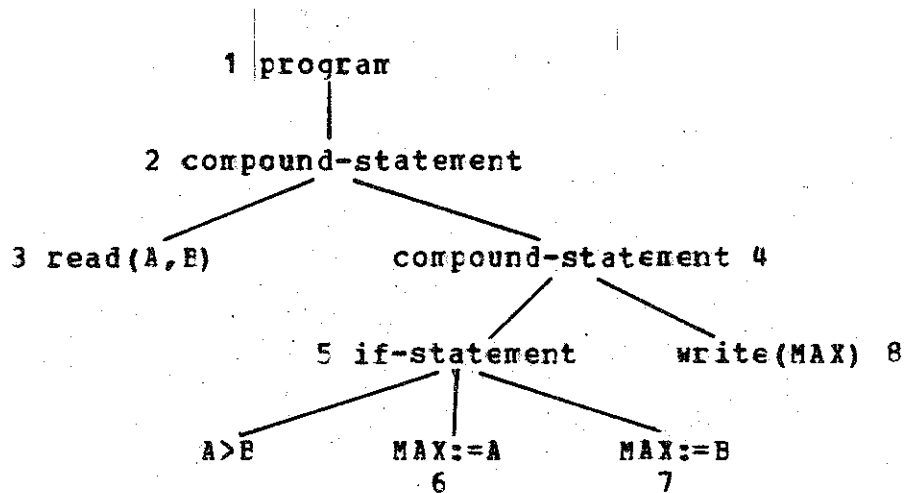 1 program
2 compound-statement
3 read(A,B) compound-statement 4
5 if-statement write(MAX) 8
A>B MAX:=A MAX:=B
6 7